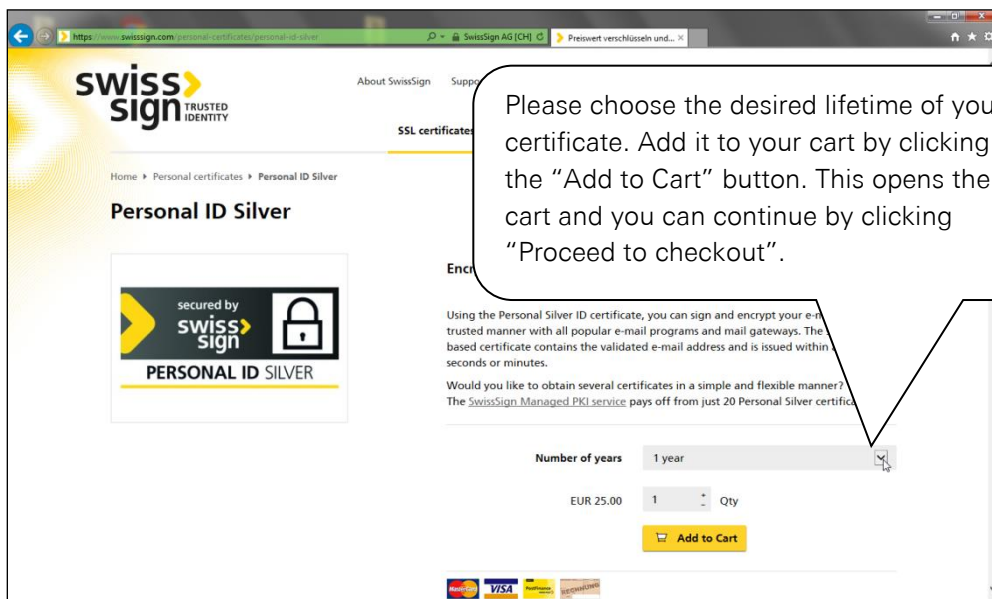 https://www.swisssign.com/personal-certificates/personal-id-silver
SwissSign AG [CH]
Preiswert verschlüsseln und...
swiss
sign TRUSTED IDENTITY
About SwissSign
SSL certificates
Please choose the desired lifetime of you
certificate. Add it to your cart by clicking
the “Add to Cart” button. This opens the
cart and you can continue by clicking
“Proceed to checkout”.
Home Personal certificates Personal ID Silver
Personal ID Silver
secured by
swiss
sign
PERSONAL ID SILVER
Using the Personal Silver ID certificate, you can sign and encrypt your
trusted manner with all popular e-mail programs and mail gateways. The
based certificate contains the validated e-mail address and is issued within
seconds or minutes.
Would you like to obtain several certificates in a simple and flexible manner?
The SwissSign Managed PKI service pays off from just 20 Personal Silver
Number of years 1 year
EUR 25.00 1 + - Qty
Add to Cart
MasterCard VISA PostFinance RECHNUNG